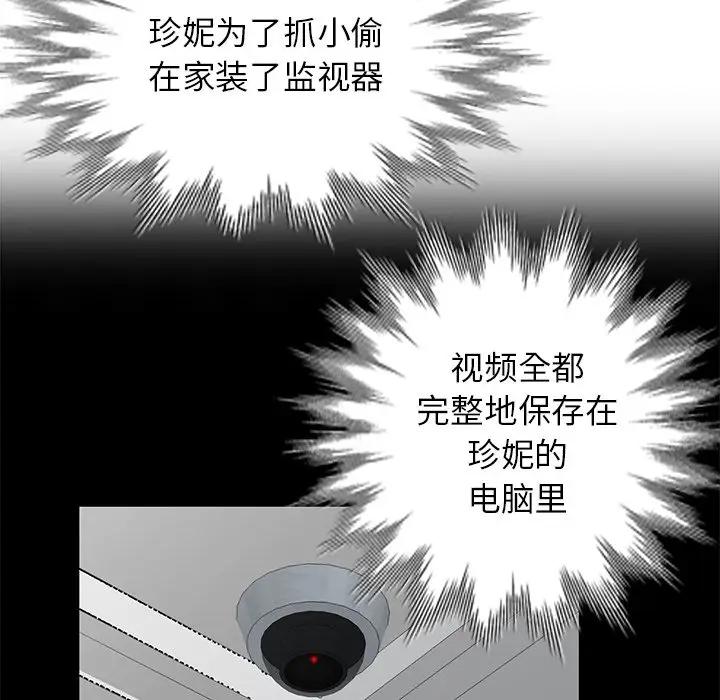 珍妮为了抓小偷
在家装了监视器
视频全都
完整地保存在
珍妮的
电脑里